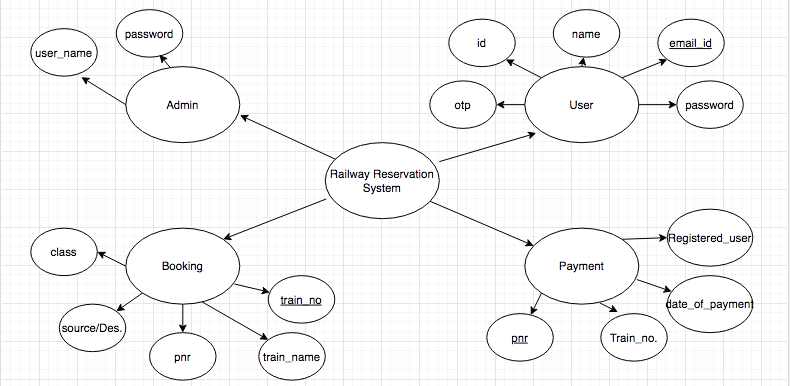 password
user_name
Admin
id
name
email_id
otp
User
password
Railway Reservation
System
class
Booking
source/Des.
pnr
train_name
train_no
Payment
Registered_user
date_of_payment
Train_no.
pnr